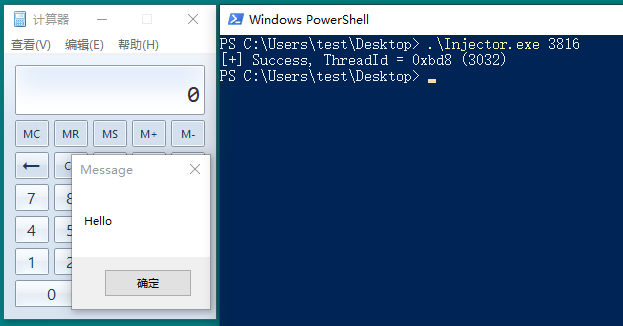 计算器
查看(V) 编辑(E) 帮助(H)
0
MC MR MS M+ M-
← C
7 8
4 5
1 2
0
Message
Hello
确定
Windows PowerShell
PS C:\Users\test\Desktop> .\Injector.exe 3816
[+] Success, ThreadId = 0xbd8 (3032)
PS C:\Users\test\Desktop>